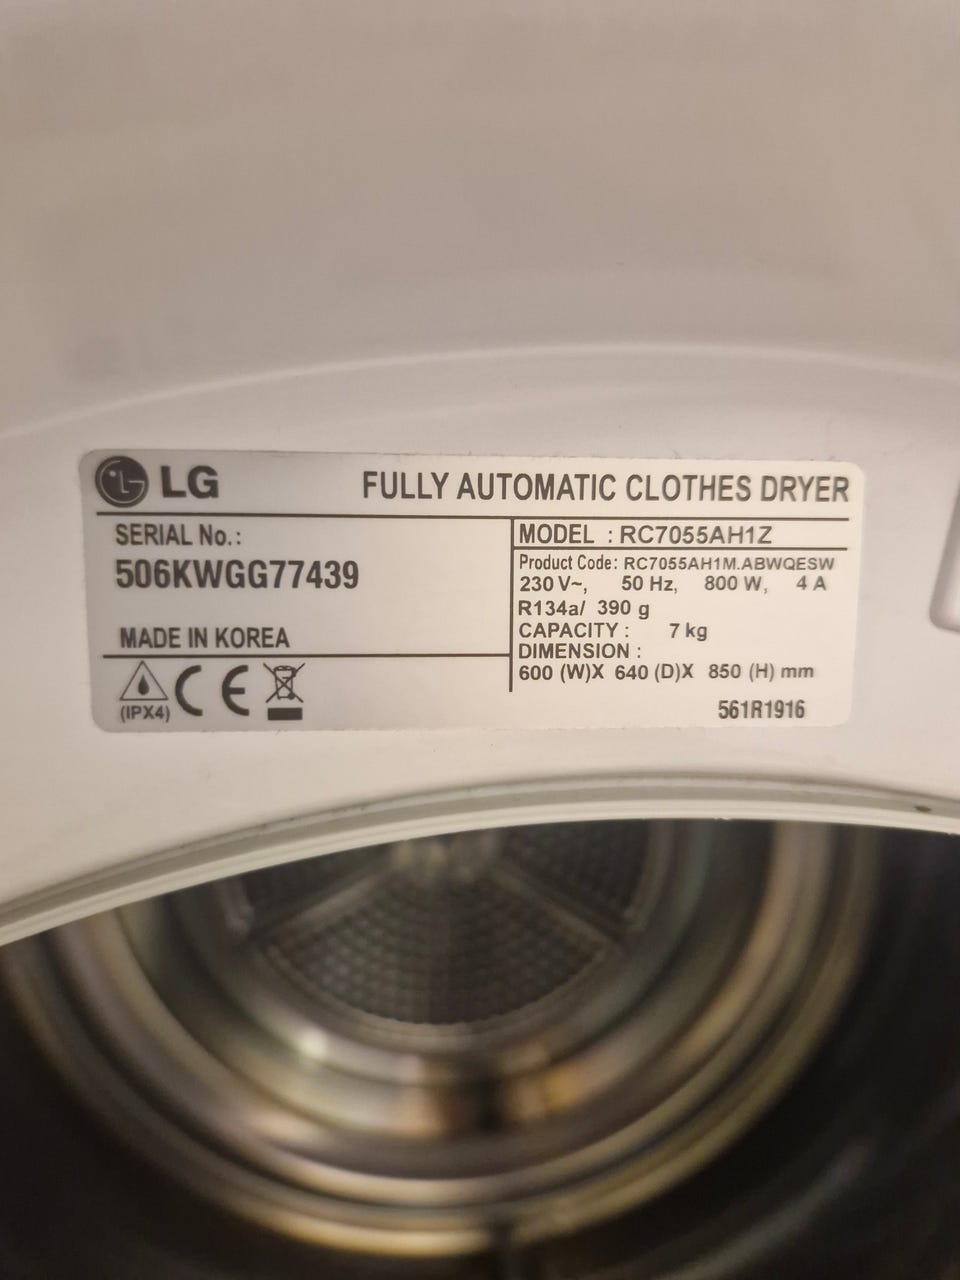 LG FULLY AUTOMATIC CLOTHES DRYER
SERIAL No.:
506KWGG77439
MADE IN KOREA
(IPX4) CE
MODEL : RC7055AH1Z
Product Code: RC7055AH1M.ABWQESW
230 V~, 50 Hz, 800 W, 4 A
R134a/ 390 g
CAPACITY : 7 kg
DIMENSION :
600 (W)X 640 (D)X 850 (H) mm
561R1916